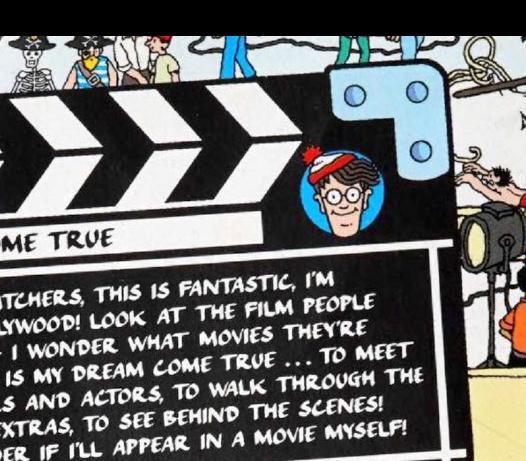 ME TRUE
TCHERS, THIS IS FANTASTIC, I'M
LYWOOD! LOOK AT THE FILM PEOPLE
I WONDER WHAT MOVIES THEY'RE
IS MY DREAM COME TRUE ... TO MEET
S AND ACTORS, TO WALK THROUGH THE
EXTRAS, TO SEE BEHIND THE SCENES!
DER IF I'LL APPEAR IN A MOVIE MYSELF!